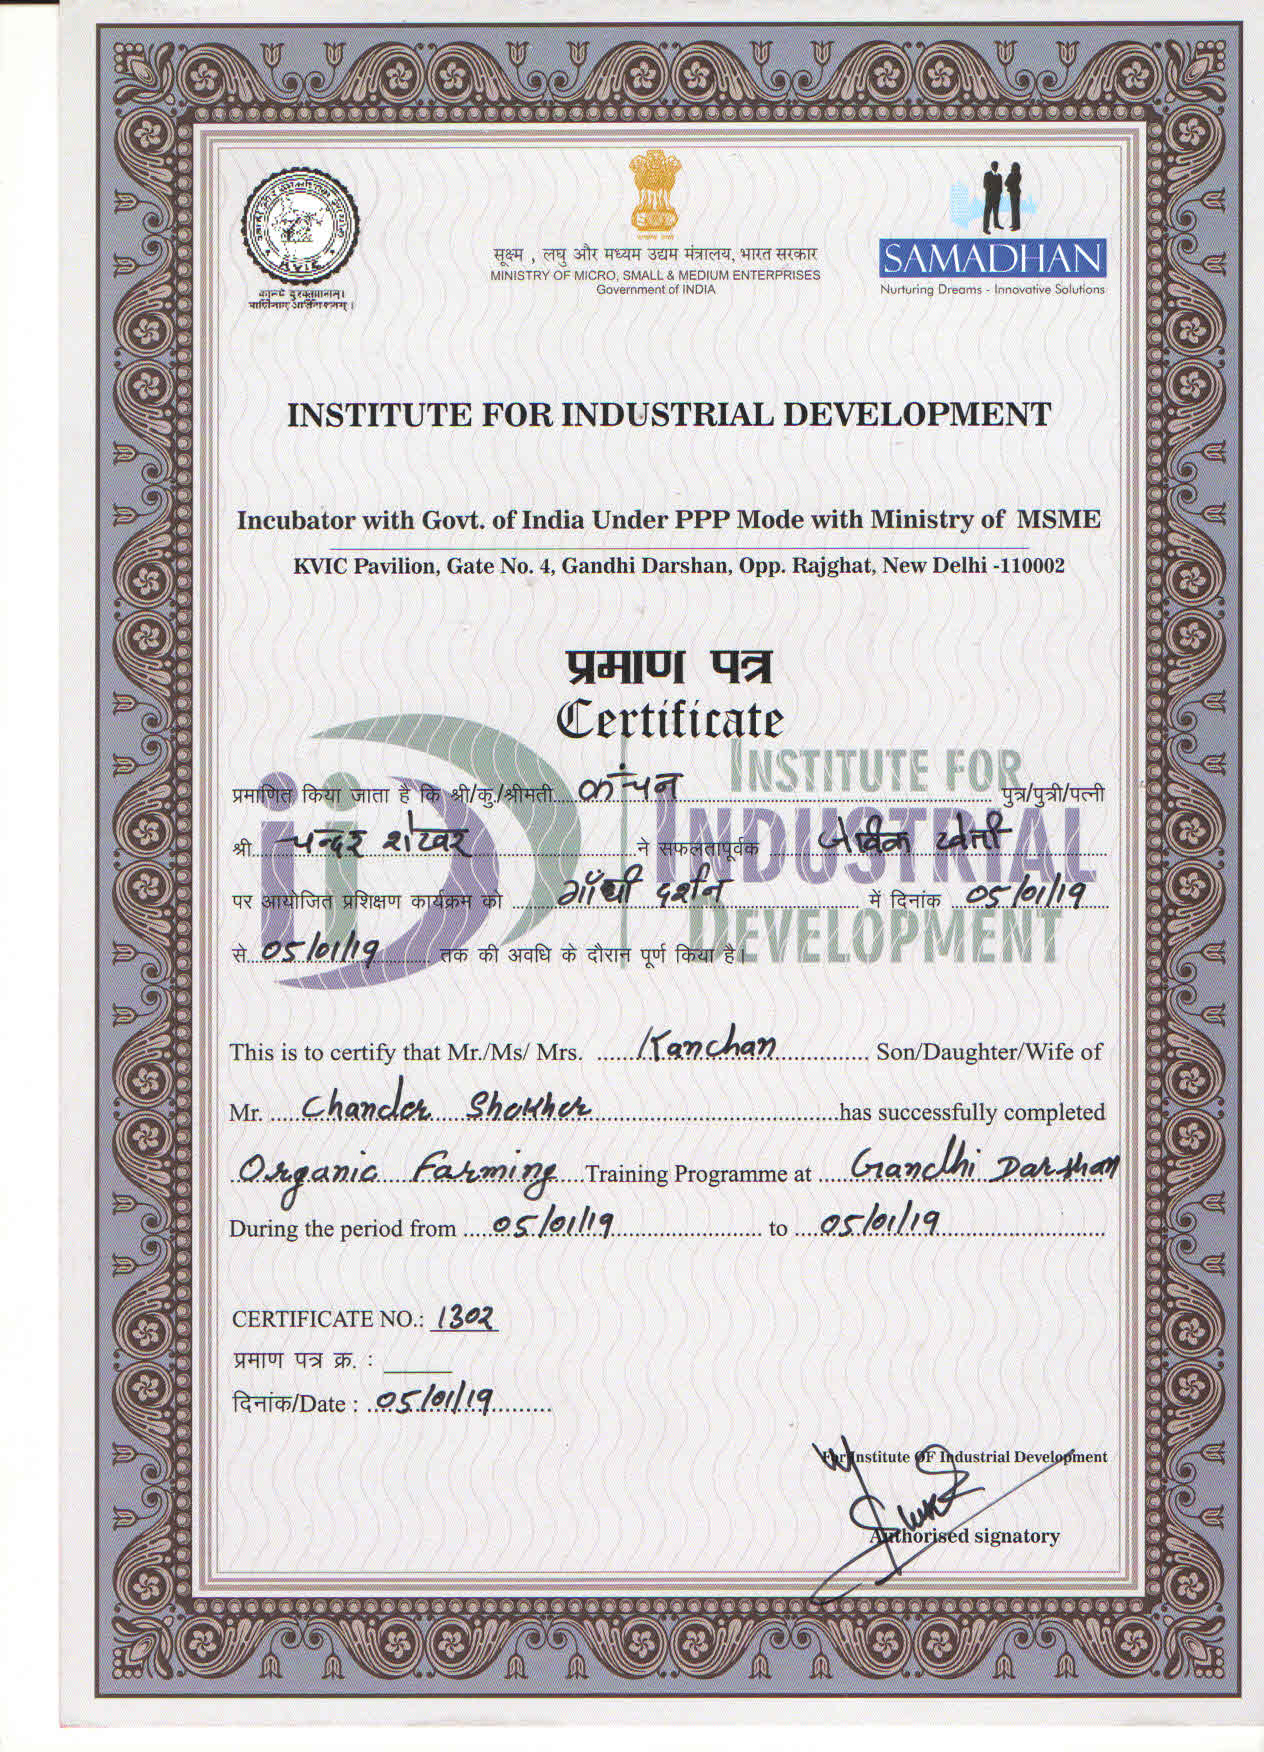 KVIC
सूक्ष्म , लघु और मध्यम उद्यम मंत्रालय, भारत सरकार
MINISTRY OF MICRO, SMALL & MEDIUM ENTERPRISES
Government of INDIA
SAMADHAN
Nurturing Dreams - Innovative Solutions
INSTITUTE FOR INDUSTRIAL DEVELOPMENT
Incubator with Govt. of India Under PPP Mode with Ministry of MSME
KVIC Pavilion, Gate No. 4, Gandhi Darshan, Opp. Rajghat, New Delhi -110002
प्रमाण पत्र
Certificate
iid
INSTITUTE FOR
INDUSTRIAL
DEVELOPMENT
प्रमाणित किया जाता है कि श्री/कु./श्रीमती कंचन पुत्र/पुत्री/पत्नी
श्री चन्दर शेखर ने सफलतापूर्वक जैविक खेती
पर आयोजित प्रशिक्षण कार्यक्रम को गाँधी दर्शन में दिनांक 05/01/19
से 05/01/19 तक की अवधि के दौरान पूर्ण किया है।
This is to certify that Mr./Ms/ Mrs. Kanchan Son/Daughter/Wife of
Mr. Chander Shekher has successfully completed
Organic Farming Training Programme at Gandhi Darshan
During the period from 05/01/19 to 05/01/19
CERTIFICATE NO.: 1302
प्रमाण पत्र क्र. :
दिनांक/Date : 05/01/19
For Institute OF Industrial Development
Authorised signatory